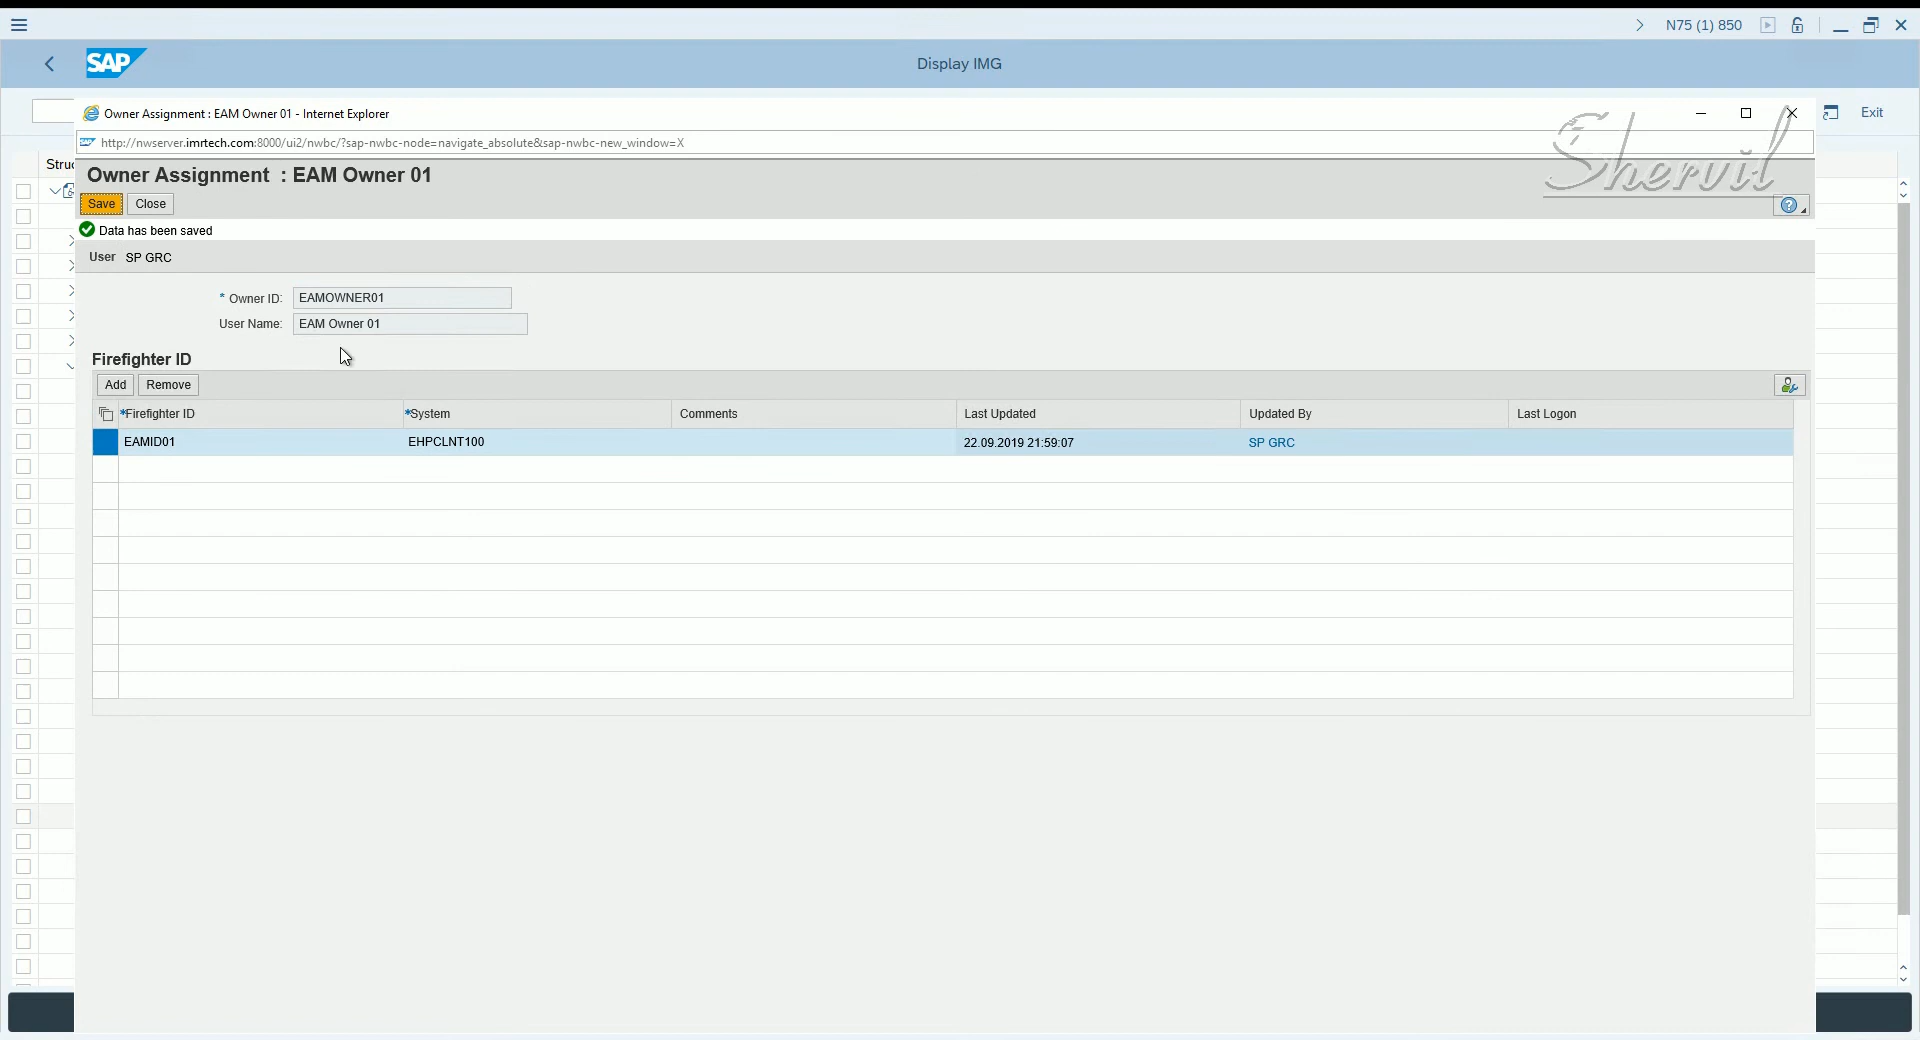 N75 (1) 850
SAP
Display IMG
Owner Assignment : EAM Owner 01 - Internet Explorer
Exit
http://nwserver.imrtech.com:8000/ui2/nwbc/?sap-nwbc-node=navigate_absolute&sap-nwbc-new_window=X
Shervil
Struc
Owner Assignment : EAM Owner 01
Save Close
Data has been saved
User SP GRC
* Owner ID: EAMOWNER01
User Name: EAM Owner 01
Firefighter ID
Add Remove
*Firefighter ID *System Comments Last Updated Updated By Last Logon
EAMID01 EHPCLNT100 22.09.2019 21:59:07 SP GRC